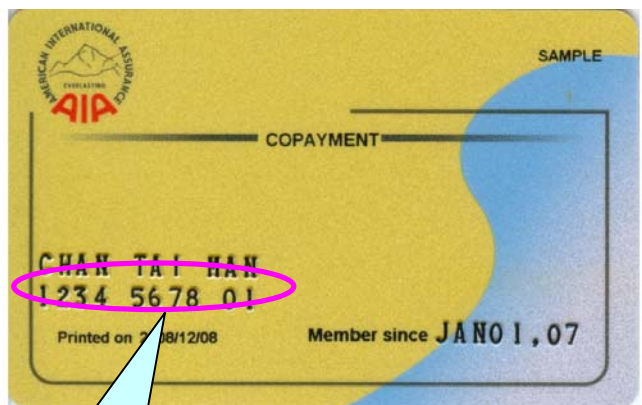 AMERICAN INTERNATIONAL ASSURANCE
EVERLASTING
AIA
SAMPLE
COPAYMENT
CHAN TAI MAN
1234 5678 01
Printed on 08/12/08
Member since JAN01,07